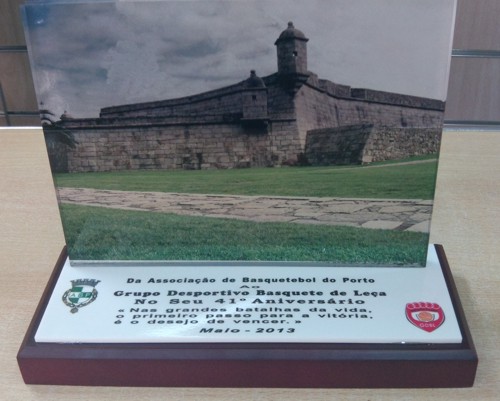 Da Associação de Basquetebol do Porto
Ao
Grupo Desportivo Basquete de Leça
No Seu 41º Aniversário
«Nas grandes batalhas da vida,
o primeiro passo para a vitória,
é o desejo de vencer.»
Maio - 2013
GDBL